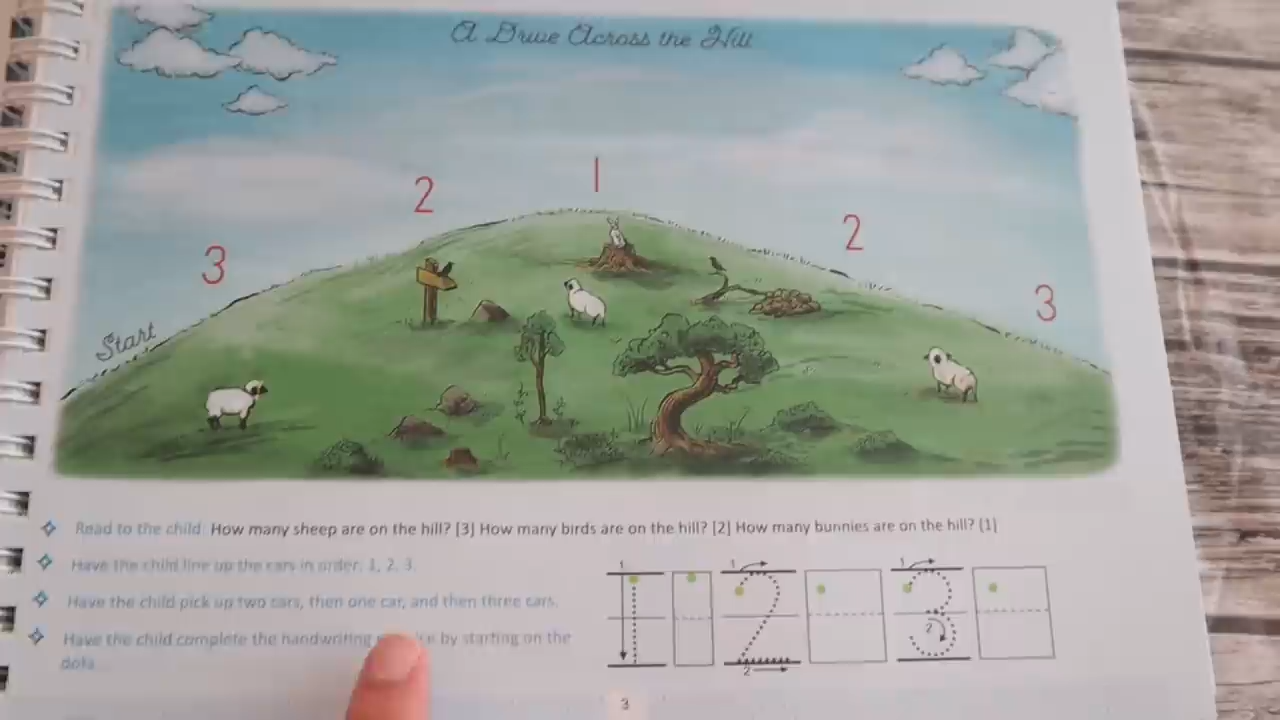 A Drive Across the Hill
1
2
2
3
3
Start
Read to the child: How many sheep are on the hill? [3] How many birds are on the hill? [2] How many bunnies are on the hill? [1]
Have the child line up the cars in order: 1, 2, 3.
Have the child pick up two cars, then one car, and then three cars.
Have the child complete the handwriting by starting on the
dots.
1 1 1
1 2 3
2 2
3